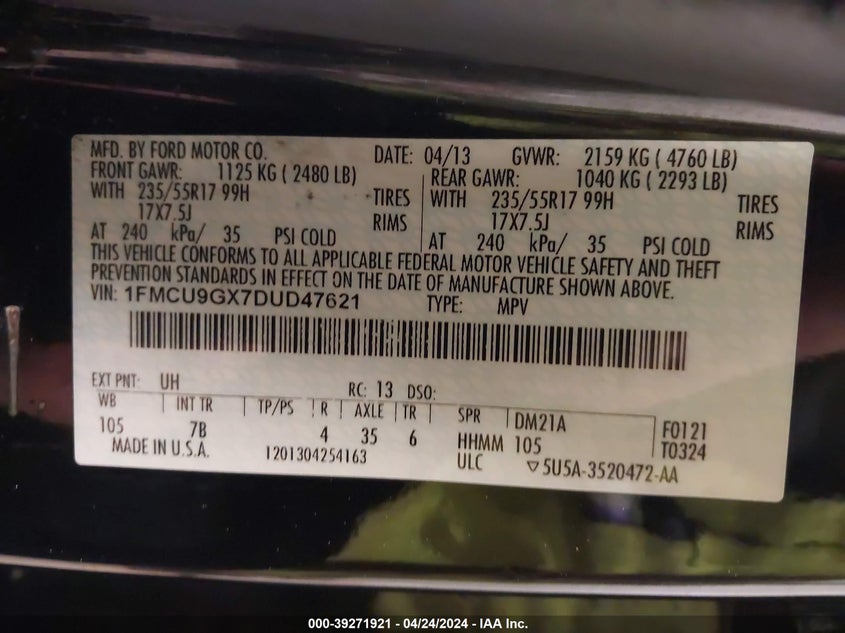 MFD. BY FORD MOTOR CO. DATE: 04/13 GVWR: 2159 KG ( 4760 LB)
FRONT GAWR: 1125 KG ( 2480 LB) REAR GAWR: 1040 KG ( 2293 LB)
WITH 235/55R17 99H TIRES WITH 235/55R17 99H TIRES
17X7.5J RIMS 17X7.5J RIMS
AT 240 kPa/ 35 PSI COLD AT 240 kPa/ 35 PSI COLD
THIS VEHICLE CONFORMS TO ALL APPLICABLE FEDERAL MOTOR VEHICLE SAFETY AND THEFT
PREVENTION STANDARDS IN EFFECT ON THE DATE OF MANUFACTURE SHOWN ABOVE.
VIN: 1FMCU9GX7DUD47621 TYPE: MPV
EXT PNT: UH RC: 13 DSO:
WB INT TR TP/PS R AXLE TR SPR DM21A F0121
105 7B 4 35 6 HHMM 105 T0324
MADE IN U.S.A. 1201304254163 ULC ▽5U5A-3520472-AA
000-39271921 - 04/24/2024 - IAA Inc.